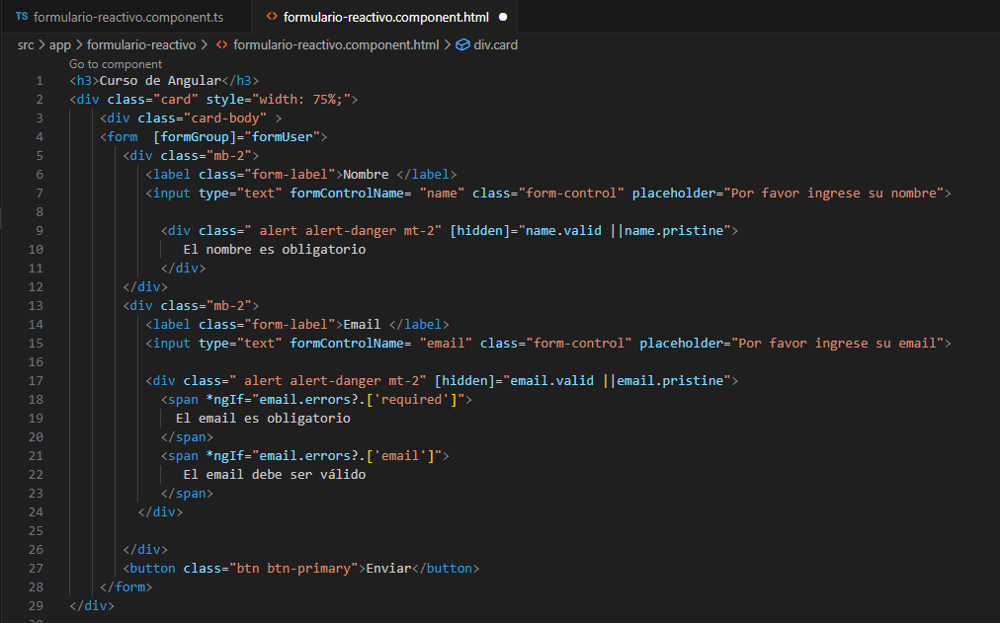 TS formulario-reactivo.component.ts <> formulario-reactivo.component.html ●
src > app > formulario-reactivo > <> formulario-reactivo.component.html > div.card
Go to component
1 <h3>Curso de Angular</h3>
2 <div class="card" style="width: 75%;">
3 <div class="card-body" >
4 <form  [formGroup]="formUser">
5 <div class="mb-2">
6 <label class="form-label">Nombre </label>
7 <input type="text" formControlName= "name" class="form-control" placeholder="Por favor ingrese su nombre">
8
9 <div class=" alert alert-danger mt-2" [hidden]="name.valid ||name.pristine">
10 El nombre es obligatorio
11 </div>
12 </div>
13 <div class="mb-2">
14 <label class="form-label">Email </label>
15 <input type="text" formControlName= "email" class="form-control" placeholder="Por favor ingrese su email">
16
17 <div class=" alert alert-danger mt-2" [hidden]="email.valid ||email.pristine">
18 <span *ngIf="email.errors?.['required']">
19 El email es obligatorio
20 </span>
21 <span *ngIf="email.errors?.['email']">
22 El email debe ser válido
23 </span>
24 </div>
25
26 </div>
27 <button class="btn btn-primary">Enviar</button>
28 </form>
29 </div>